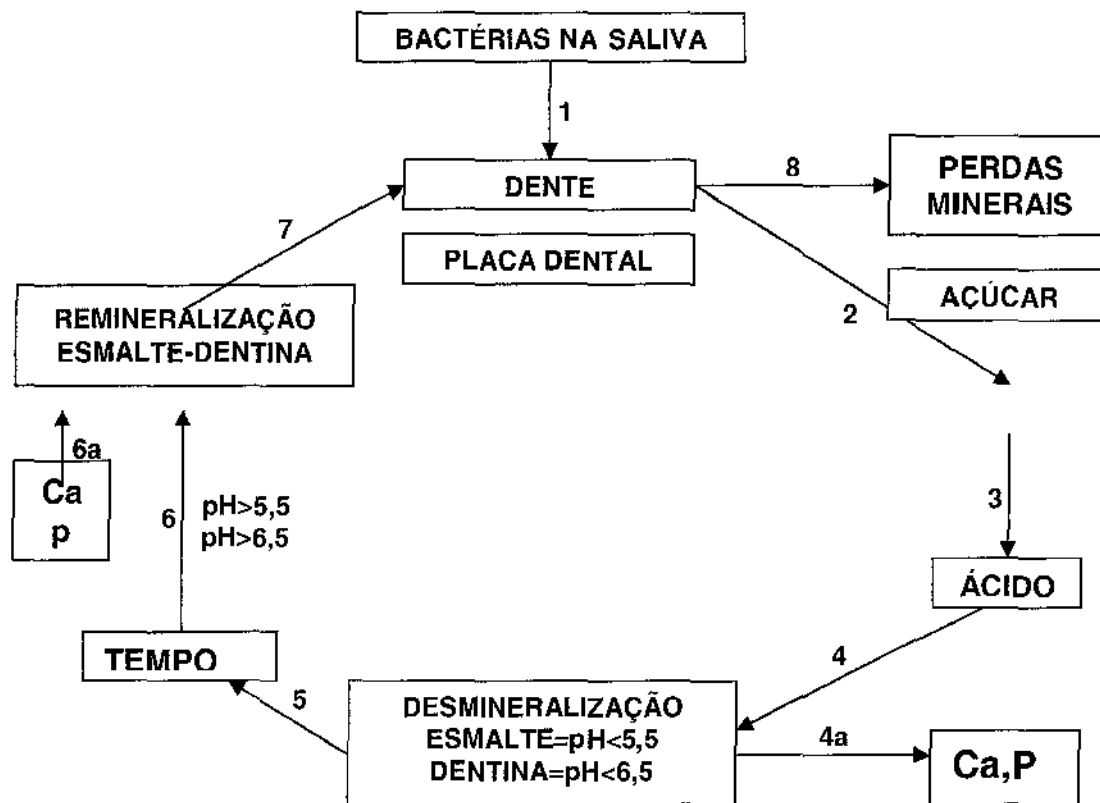 BACTÉRIAS NA SALIVA
1
DENTE
8
PERDAS
MINERAIS
7
PLACA DENTAL
2
AÇÚCAR
REMINERALIZAÇÃO
ESMALTE-DENTINA
6a
Ca
p
6
pH>5,5
pH>6,5
3
ÁCIDO
TEMPO
4
5
DESMINERALIZAÇÃO
ESMALTE=pH<5,5
DENTINA=pH<6,5
4a
Ca,P